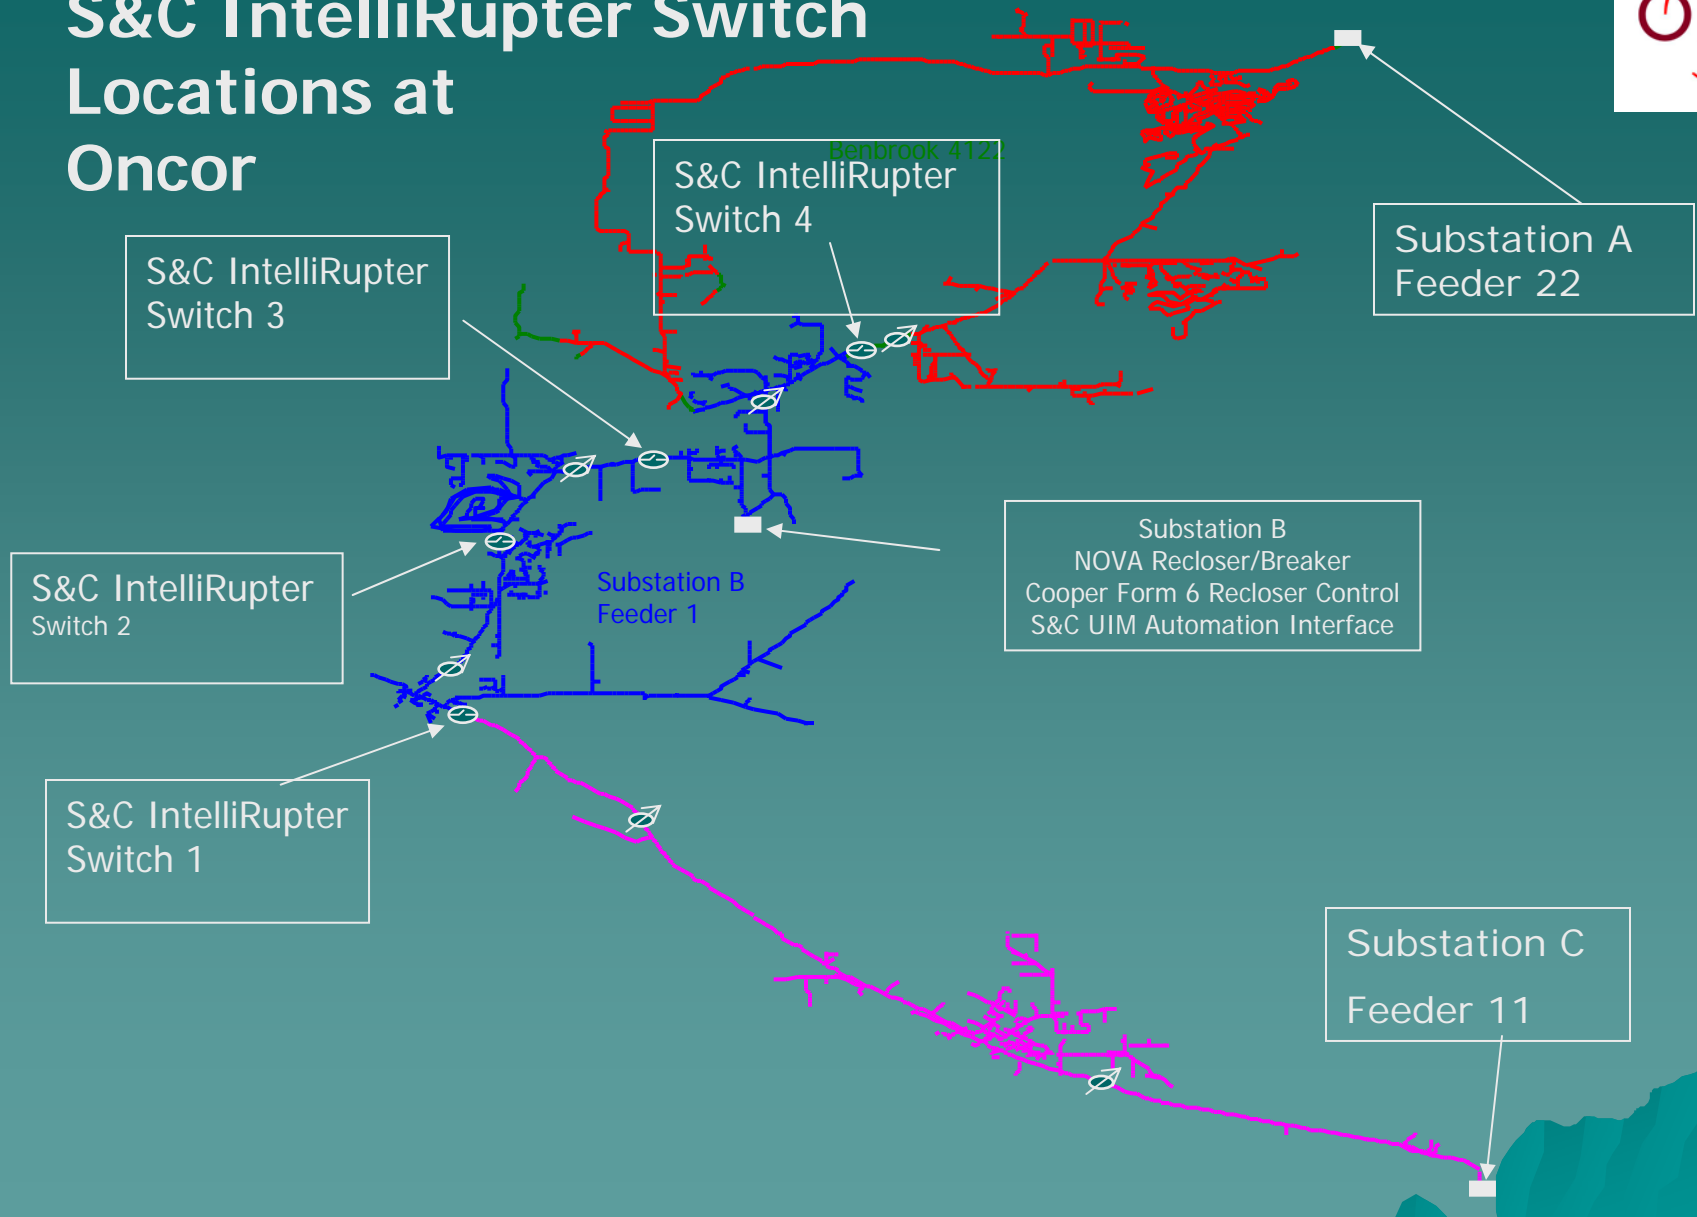 S&C IntelliRupter Switch
Locations at
Oncor
Benbrook 4122
S&C IntelliRupter
Switch 4
S&C IntelliRupter
Switch 3
Substation A
Feeder 22
Substation B
NOVA Recloser/Breaker
Cooper Form 6 Recloser Control
S&C UIM Automation Interface
S&C IntelliRupter
Switch 2
Substation B
Feeder 1
S&C IntelliRupter
Switch 1
Substation C
Feeder 11